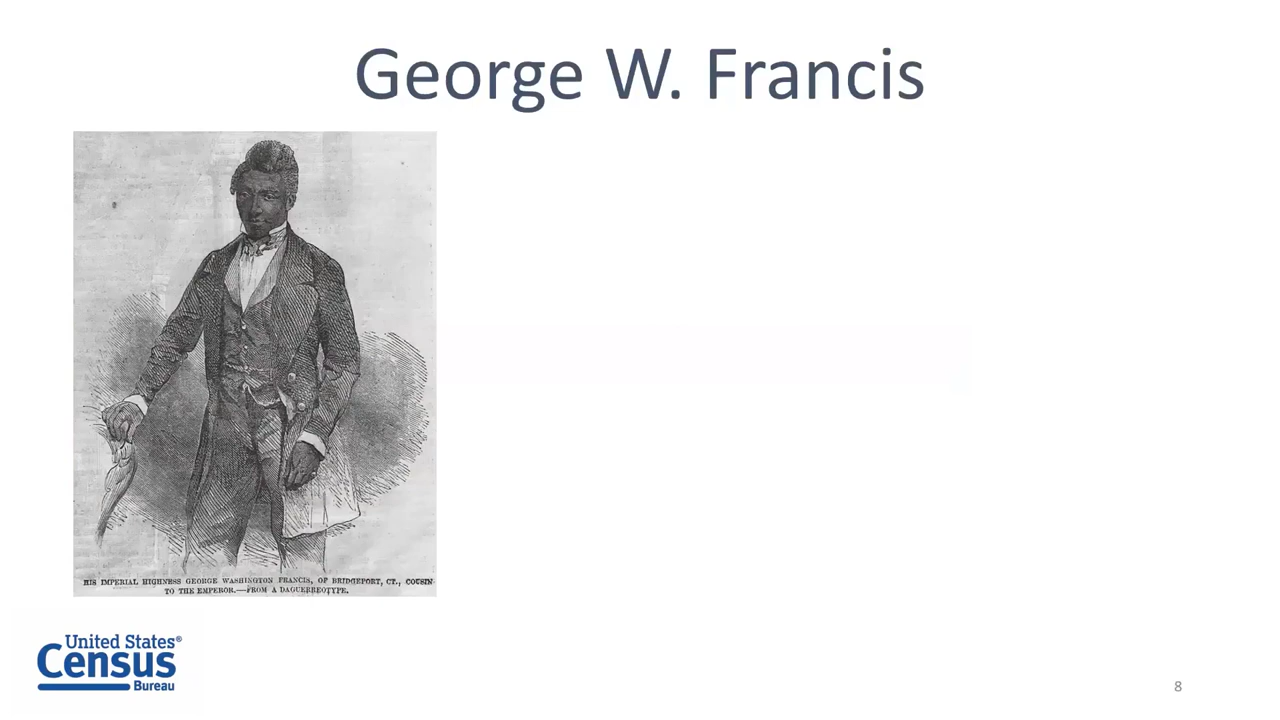 George W. Francis
HIS IMPERIAL HIGHNESS GEORGE WASHINGTON FRANCIS, OF BRIDGEPORT, CT., COUSIN
TO THE EMPEROR.—FROM A DAGUERREOTYPE.
United States®
Census
Bureau
8